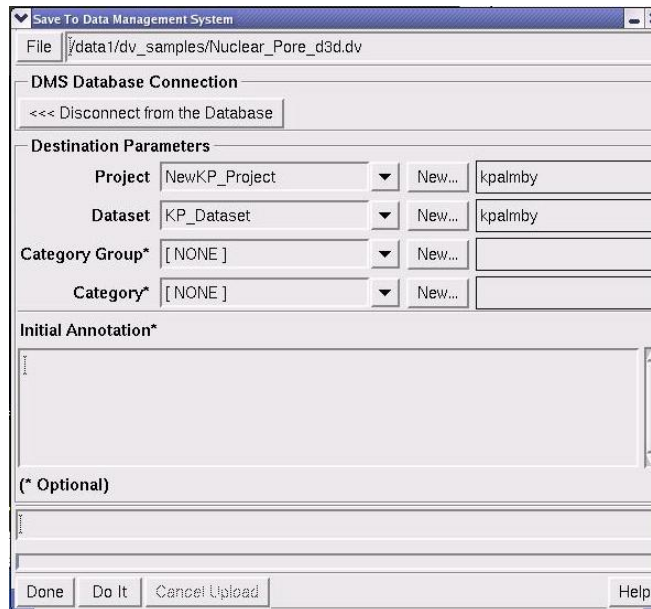 Save To Data Management System
File /data1/dv_samples/Nuclear_Pore_d3d.dv
DMS Database Connection
<<< Disconnect from the Database
Destination Parameters
Project NewKP_Project New... kpalmby
Dataset KP_Dataset New... kpalmby
Category Group* [ NONE ] New...
Category* [ NONE ] New...
Initial Annotation*
(* Optional)
Done Do It Cancel Upload Help